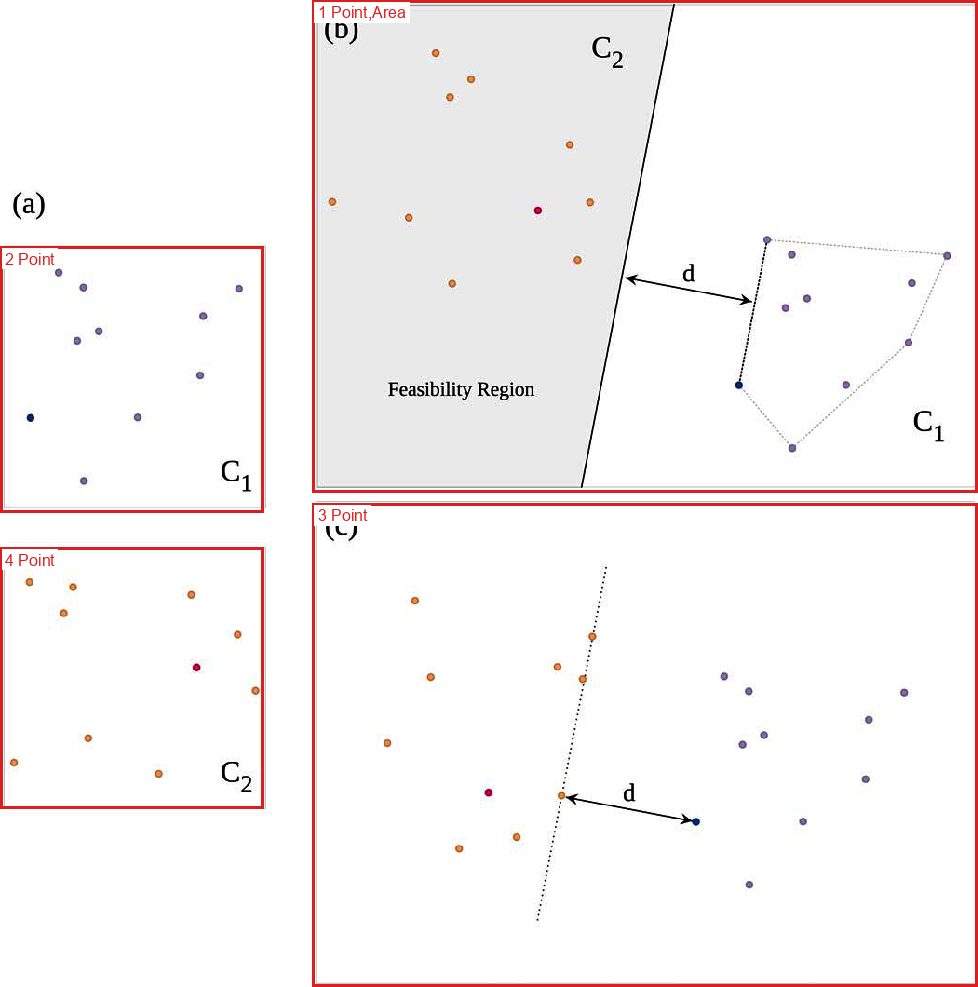 (a)
2 Point
C1
4 Point
C2
1 Point,Area
(b)
C2
d
Feasibility Region
C1
3 Point
(c)
d